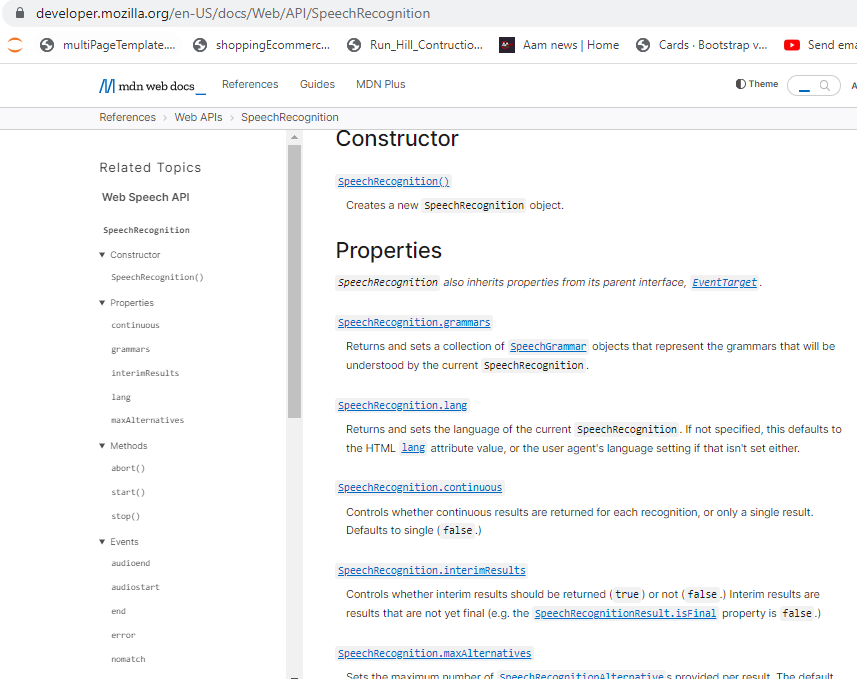 developer.mozilla.org/en-US/docs/Web/API/SpeechRecognition
multiPageTemplate.... shoppingEcommerc... Run_Hill_Contructio... Aam news | Home Cards · Bootstrap v... Send ema
mdn web docs_ References Guides MDN Plus Theme A
References › Web APIs › SpeechRecognition
Related Topics
Web Speech API
SpeechRecognition
▼ Constructor
SpeechRecognition()
▼ Properties
continuous
grammars
interimResults
lang
maxAlternatives
▼ Methods
abort()
start()
stop()
▼ Events
audioend
audiostart
end
error
nomatch
Constructor
SpeechRecognition()
Creates a new SpeechRecognition object.
Properties
SpeechRecognition also inherits properties from its parent interface, EventTarget.
SpeechRecognition.grammars
Returns and sets a collection of SpeechGrammar objects that represent the grammars that will be
understood by the current SpeechRecognition.
SpeechRecognition.lang
Returns and sets the language of the current SpeechRecognition. If not specified, this defaults to
the HTML lang attribute value, or the user agent's language setting if that isn't set either.
SpeechRecognition.continuous
Controls whether continuous results are returned for each recognition, or only a single result.
Defaults to single (false.)
SpeechRecognition.interimResults
Controls whether interim results should be returned (true) or not (false.) Interim results are
results that are not yet final (e.g. the SpeechRecognitionResult.isFinal property is false.)
SpeechRecognition.maxAlternatives
Sets the maximum number of SpeechRecognitionAlternatives provided per result. The default